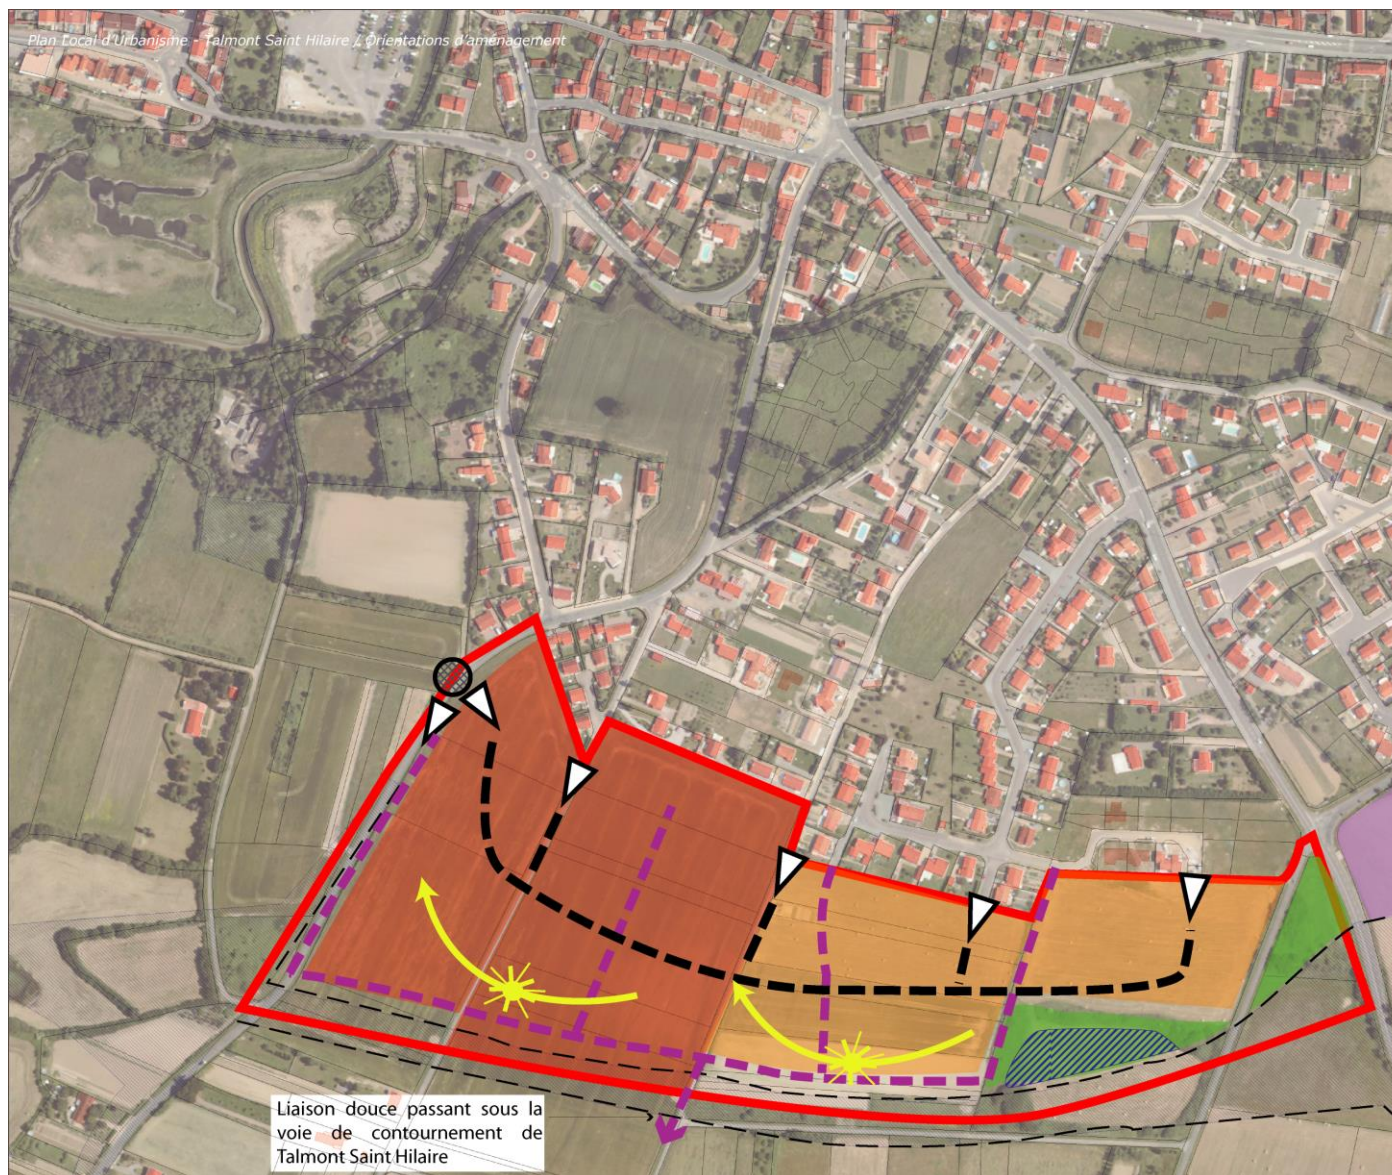 Plan Local d'Urbanisme - Talmont Saint Hilaire / Orientations d'aménagement
Liaison douce passant sous la
voie de contournement de
Talmont Saint Hilaire